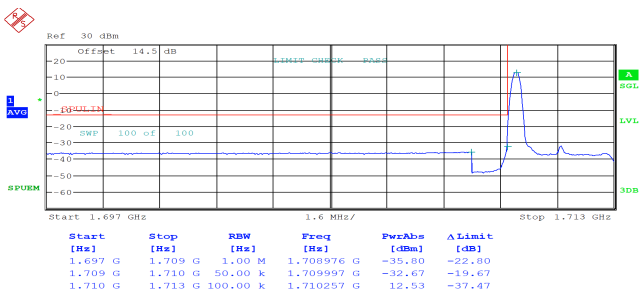 R S
Ref 30 dBm
Offset 14.5 dB
LIMIT CHECK PASS
20
A
10
SGL
0
1 *
AVG
-10
SPULIM
LVL
-20
SWP 100 of 100
-30
-40
-50
SPUEM
3DB
-60
Start 1.697 GHz 1.6 MHz/ Stop 1.713 GHz
Start Stop RBW Freq PwrAbs Δ Limit
[Hz] [Hz] [Hz] [Hz] [dBm] [dB]
1.697 G 1.709 G 1.00 M 1.708976 G -35.80 -22.80
1.709 G 1.710 G 50.00 k 1.709997 G -32.67 -19.67
1.710 G 1.713 G 100.00 k 1.710257 G 12.53 -37.47